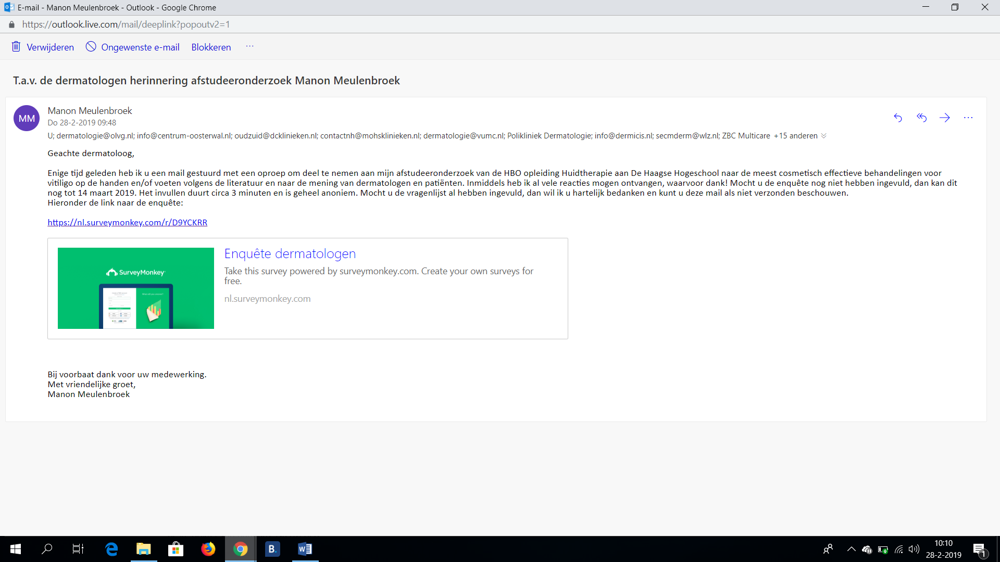 E-mail - Manon Meulenbroek - Outlook - Google Chrome
https://outlook.live.com/mail/deeplink?popoutv2=1
Verwijderen Ongewenste e-mail Blokkeren ...
T.a.v. de dermatologen herinnering afstudeeronderzoek Manon Meulenbroek
MM
Manon Meulenbroek
Do 28-2-2019 09:48
U; dermatologie@olvg.nl; info@centrum-oosterwal.nl; oudzuid@dcklinieken.nl; contactnh@mohsklinieken.nl; dermatologie@vumc.nl; Polikliniek Dermatologie; info@dermicis.nl; secmderm@wlz.nl; ZBC Multicare +15 anderen
Geachte dermatoloog,
Enige tijd geleden heb ik u een mail gestuurd met een oproep om deel te nemen aan mijn afstudeeronderzoek van de HBO opleiding Huidtherapie aan De Haagse Hogeschool naar de meest cosmetisch effectieve behandelingen voor
vitiligo op de handen en/of voeten volgens de literatuur en naar de mening van dermatologen en patiënten. Inmiddels heb ik al vele reacties mogen ontvangen, waarvoor dank! Mocht u de enquête nog niet hebben ingevuld, dan kan dit
nog tot 14 maart 2019. Het invullen duurt circa 3 minuten en is geheel anoniem. Mocht u de vragenlijst al hebben ingevuld, dan wil ik u hartelijk bedanken en kunt u deze mail als niet verzonden beschouwen.
Hieronder de link naar de enquête:
https://nl.surveymonkey.com/r/D9YCKRR
SurveyMonkey
Enquête dermatologen
Take this survey powered by surveymonkey.com. Create your own surveys for
free.
nl.surveymonkey.com
Bij voorbaat dank voor uw medewerking.
Met vriendelijke groet,
Manon Meulenbroek
B.
10:10
28-2-2019
1